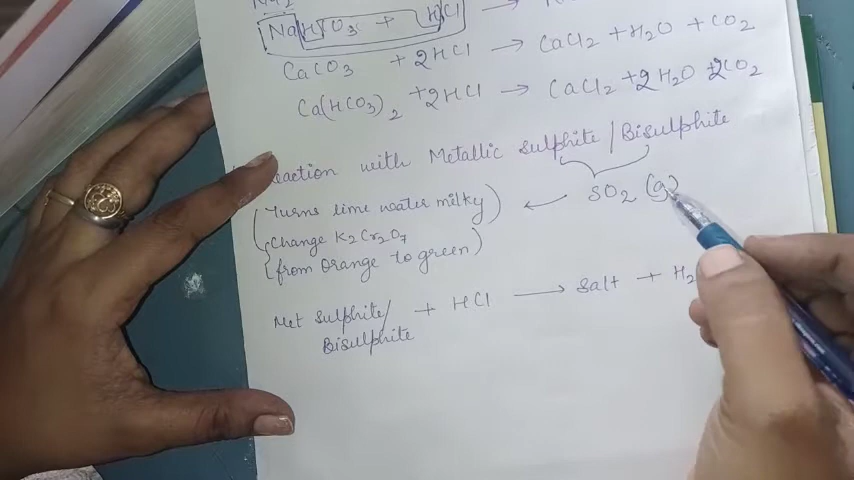 NaHCO3 + HCl →
CaCO3 + 2HCl → CaCl2 + H2O + CO2
Ca(HCO3)2 + 2HCl → CaCl2 + 2H2O + 2CO2
eaction with Metallic sulphite / Bisulphite
(Turns lime water milky) ← SO2 (g)
Change K2Cr2O7
from Orange to green)
Met sulphite/ + HCl → Salt + H2
Bisulphite